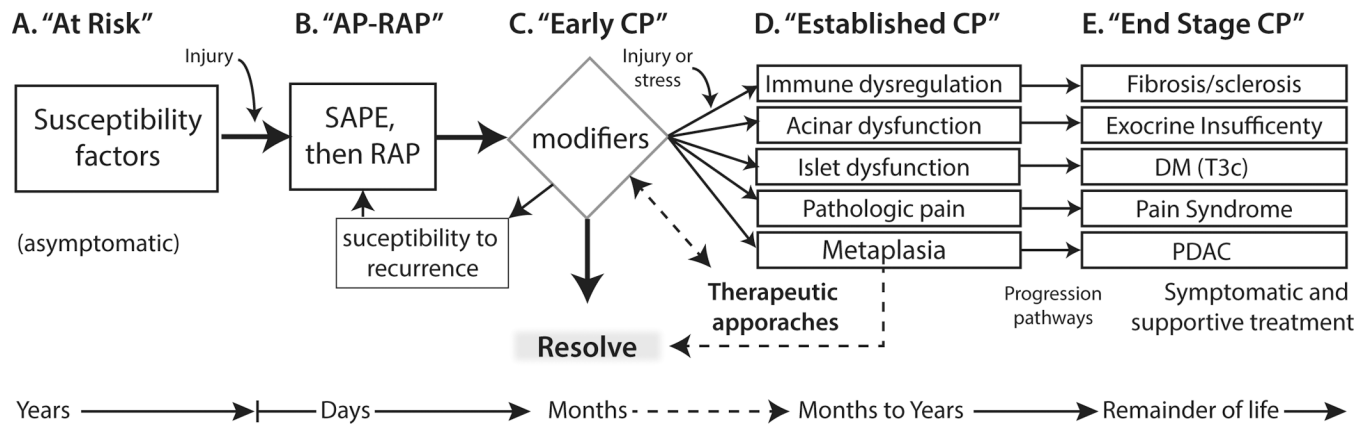 A. “At Risk”
B. “AP-RAP”
C. “Early CP”
D. “Established CP”
E. “End Stage CP”
Injury
Susceptibility
factors
(asymptomatic)
SAPE,
then RAP
suceptibility to
recurrence
modifiers
Injury or
stress
Immune dysregulation
Acinar dysfunction
Islet dysfunction
Pathologic pain
Metaplasia
Fibrosis/sclerosis
Exocrine Insufficenty
DM (T3c)
Pain Syndrome
PDAC
Therapeutic
apporaches
Progression
pathways
Symptomatic and
supportive treatment
Resolve
Years
Days
Months
Months to Years
Remainder of life